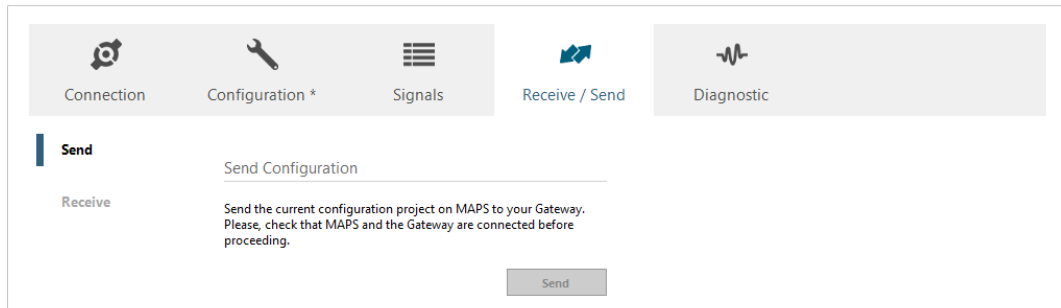 Connection
Configuration *
Signals
Receive / Send
Diagnostic
Send
Send Configuration
Receive
Send the current configuration project on MAPS to your Gateway.
Please, check that MAPS and the Gateway are connected before
proceeding.
Send